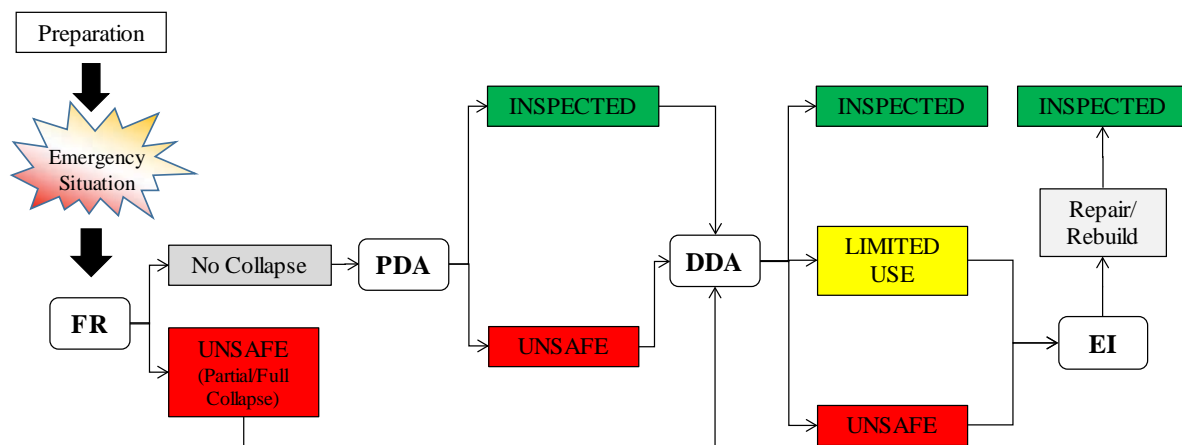 Preparation
Emergency
Situation
FR
No Collapse
UNSAFE
(Partial/Full
Collapse)
PDA
INSPECTED
UNSAFE
DDA
INSPECTED
LIMITED
USE
UNSAFE
EI
Repair/
Rebuild
INSPECTED